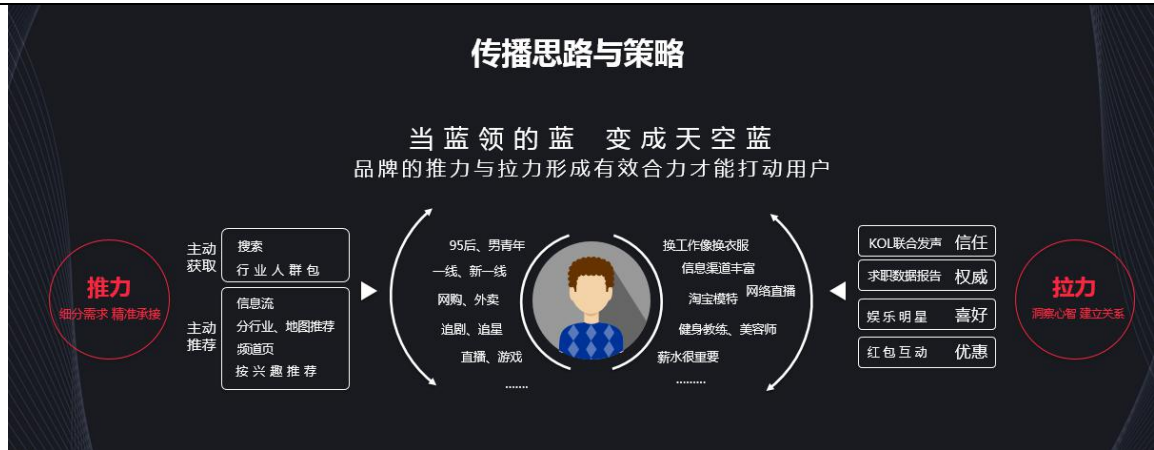 传播思路与策略
当蓝领的蓝 变成天空蓝
品牌的推力与拉力形成有效合力才能打动用户
推力
细分需求 精准承接
主动
获取
搜索
行业人群包
主动
推荐
信息流
分行业、地图推荐
频道页
按兴趣推荐
95后、男青年
一线、新一线
网购、外卖
追剧、追星
直播、游戏
.......
换工作像换衣服
信息渠道丰富
淘宝模特 网络直播
健身教练、美容师
薪水很重要
.........
KOL联合发声 信任
求职数据报告 权威
娱乐明星 喜好
红包互动 优惠
拉力
洞察心智 建立关系